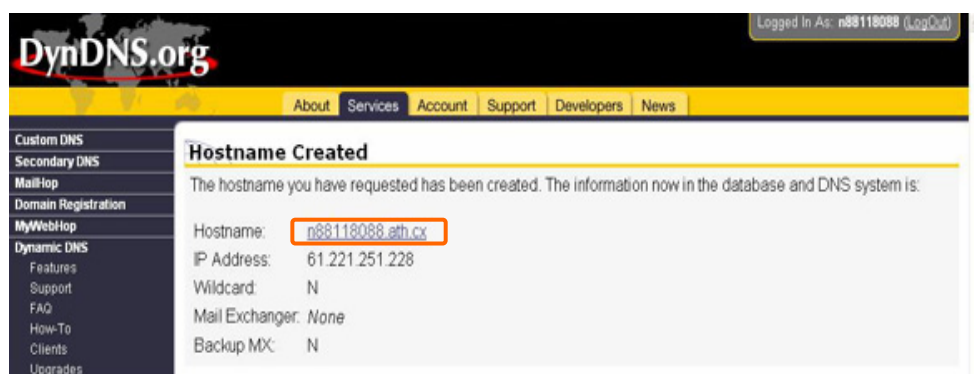 Logged In As: n88118088 (LogOut)
DynDNS.org
About Services Account Support Developers News
Custom DNS
Secondary DNS
MailHop
Domain Registration
MyWebHop
Dynamic DNS
Features
Support
FAQ
How-To
Clients
Upgrades
Hostname Created
The hostname you have requested has been created. The information now in the database and DNS system is:
Hostname: n88118088.ath.cx
IP Address: 61.221.251.228
Wildcard: N
Mail Exchanger: None
Backup MX: N